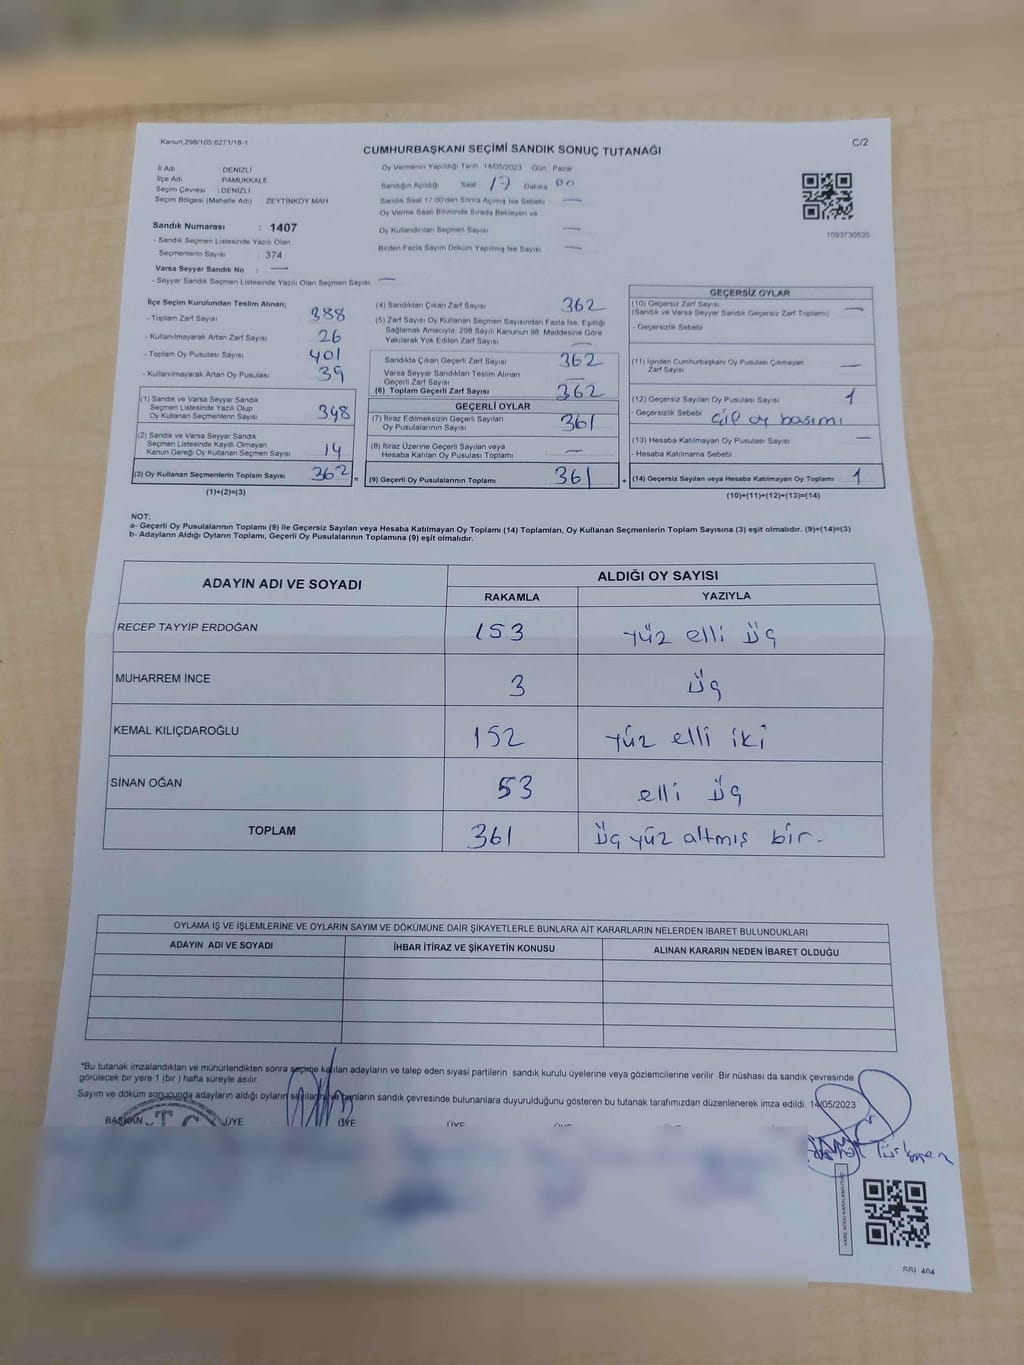 Kanun,298/105,6271/18-1
C/2
CUMHURBAŞKANI SEÇİMİ SANDIK SONUÇ TUTANAĞI
İl Adı DENİZLİ
İlçe Adı PAMUKKALE
Seçim Çevresi : DENİZLİ
Seçim Bölgesi (Mahalle Adı) ZEYTİNKÖY MAH
Sandık Numarası : 1407
- Sandık Seçmen Listesinde Yazılı Olan
Seçmenlerin Sayısı : 374
Varsa Seyyar Sandık No : —
- Seyyar Sandık Seçmen Listesinde Yazılı Olan Seçmen Sayısı —
Oy Vermenin Yapıldığı Tarih 14/05/2023 Gün Pazar
Sandığın Açıldığı Saat 17 Dakika 00
Sandık Saat 17.00'den Sonra Açılmış İse Sebebi —
Oy Verme Saati Bitiminde Sırada Bekleyen ve
Oy Kullandırılan Seçmen Sayısı —
Birden Fazla Sayım Döküm Yapılmış İse Sayısı —
1093730535
İlçe Seçim Kurulundan Teslim Alınan;
- Toplam Zarf Sayısı 388
- Kullanılmayarak Artan Zarf Sayısı 26
- Toplam Oy Pusulası Sayısı 401
- Kullanılmayarak Artan Oy Pusulası 39
(1) Sandık ve Varsa Seyyar Sandık
Seçmen Listesinde Yazılı Olup
Oy Kullanan Seçmenlerin Sayısı 348
(2) Sandık ve Varsa Seyyar Sandık
Seçmen Listesinde Kayıtlı Olmayan
Kanun Gereği Oy Kullanan Seçmen Sayısı 14
(3) Oy Kullanan Seçmenlerin Toplam Sayısı 362 =
(1)+(2)=(3)
(4) Sandıktan Çıkan Zarf Sayısı 362
(5) Zarf Sayısı Oy Kullanan Seçmen Sayısından Fazla İse, Eşitliği
Sağlamak Amacıyla, 298 Sayılı Kanunun 98. Maddesine Göre
Yakılarak Yok Edilen Zarf Sayısı —
Sandıkta Çıkan Geçerli Zarf Sayısı 362
Varsa Seyyar Sandıktan Teslim Alınan
Geçerli Zarf Sayısı —
(6) Toplam Geçerli Zarf Sayısı 362
GEÇERLİ OYLAR
(7) İtiraz Edilmeksizin Geçerli Sayılan
Oy Pusulalarının Sayısı 361
(8) İtiraz Üzerine Geçerli Sayılan veya
Hesaba Katılan Oy Pusulası Toplamı —
(9) Geçerli Oy Pusulalarının Toplamı : 361 +
GEÇERSİZ OYLAR
(10) Geçersiz Zarf Sayısı
(Sandık ve Varsa Seyyar Sandık Geçersiz Zarf Toplamı) —
- Geçersizlik Sebebi
(11) İçinden Cumhurbaşkanı Oy Pusulası Çıkmayan
Zarf Sayısı —
(12) Geçersiz Sayılan Oy Pusulası Sayısı 1
- Geçersizlik Sebebi çift oy basımı
(13) Hesaba Katılmayan Oy Pusulası Sayısı —
- Hesaba Katılmama Sebebi
(14) Geçersiz Sayılan veya Hesaba Katılmayan Oy Toplamı 1
(10)+(11)+(12)+(13)=(14)
NOT:
a- Geçerli Oy Pusulalarının Toplamı (9) ile Geçersiz Sayılan veya Hesaba Katılmayan Oy Toplamı (14) Toplamları, Oy Kullanan Seçmenlerin Toplam Sayısına (3) eşit olmalıdır. (9)+(14)=(3)
b- Adayların Aldığı Oyların Toplamı, Geçerli Oy Pusulalarının Toplamına (9) eşit olmalıdır.
ADAYIN ADI VE SOYADI ALDIĞI OY SAYISI
RAKAMLA YAZIYLA
RECEP TAYYİP ERDOĞAN 153 yüz elli üç
MUHARREM İNCE 3 üç
KEMAL KILIÇDAROĞLU 152 yüz elli iki
SİNAN OĞAN 53 elli üç
TOPLAM 361 üç yüz altmış bir.
OYLAMA İŞ VE İŞLEMLERİNE VE OYLARIN SAYIM VE DÖKÜMÜNE DAİR ŞİKAYETLERLE BUNLARA AİT KARARLARIN NELERDEN İBARET BULUNDUKLARI
ADAYIN ADI VE SOYADI İHBAR İTİRAZ VE ŞİKAYETİN KONUSU ALINAN KARARIN NEDEN İBARET OLDUĞU
*Bu tutanak imzalandıktan ve mühürlendikten sonra seçime katılan adayların ve talep eden siyasi partilerin sandık kurulu üyelerine veya gözlemcilerine verilir. Bir nüshası da sandık çevresinde
görülecek bir yere 1 (bir) hafta süreyle asılır.
Sayım ve döküm sonucunda adayların aldığı oyların sayılarını ve bunların sandık çevresinde bulunanlara duyurulduğunu gösteren bu tutanak tarafımızdan düzenlenerek imza edildi. 14/05/2023
BAŞKAN ÜYE ÜYE ÜYE
T.C
Türkmen